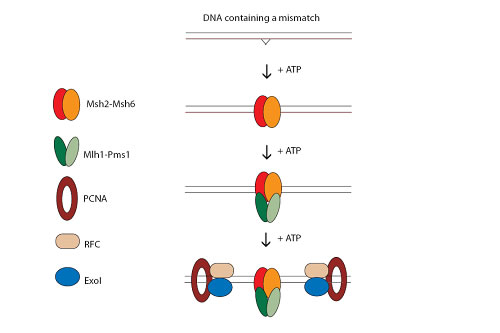 DNA containing a mismatch
+ ATP
Msh2-Msh6
+ ATP
Mlh1-Pms1
PCNA
+ ATP
RFC
ExoI